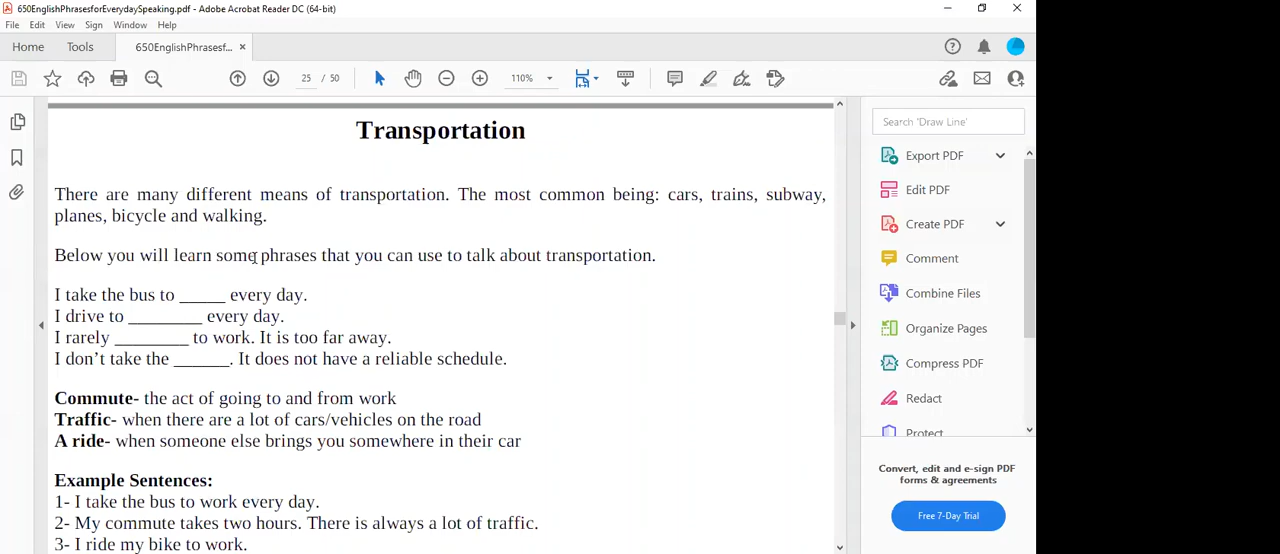 650EnglishPhrasesforEverydaySpeaking.pdf - Adobe Acrobat Reader DC (64-bit)
File Edit View Sign Window Help
Home Tools 650EnglishPhrasesf... ×
25 / 50 110%
Transportation
There are many different means of transportation. The most common being: cars, trains, subway,
planes, bicycle and walking.
Below you will learn some phrases that you can use to talk about transportation.
I take the bus to _____ every day.
I drive to ________ every day.
I rarely ________ to work. It is too far away.
I don’t take the ______. It does not have a reliable schedule.
Commute- the act of going to and from work
Traffic- when there are a lot of cars/vehicles on the road
A ride- when someone else brings you somewhere in their car
Example Sentences:
1- I take the bus to work every day.
2- My commute takes two hours. There is always a lot of traffic.
3- I ride my bike to work.
Search 'Draw Line'
Export PDF
Edit PDF
Create PDF
Comment
Combine Files
Organize Pages
Compress PDF
Redact
Protect
Convert, edit and e-sign PDF
forms & agreements
Free 7-Day Trial